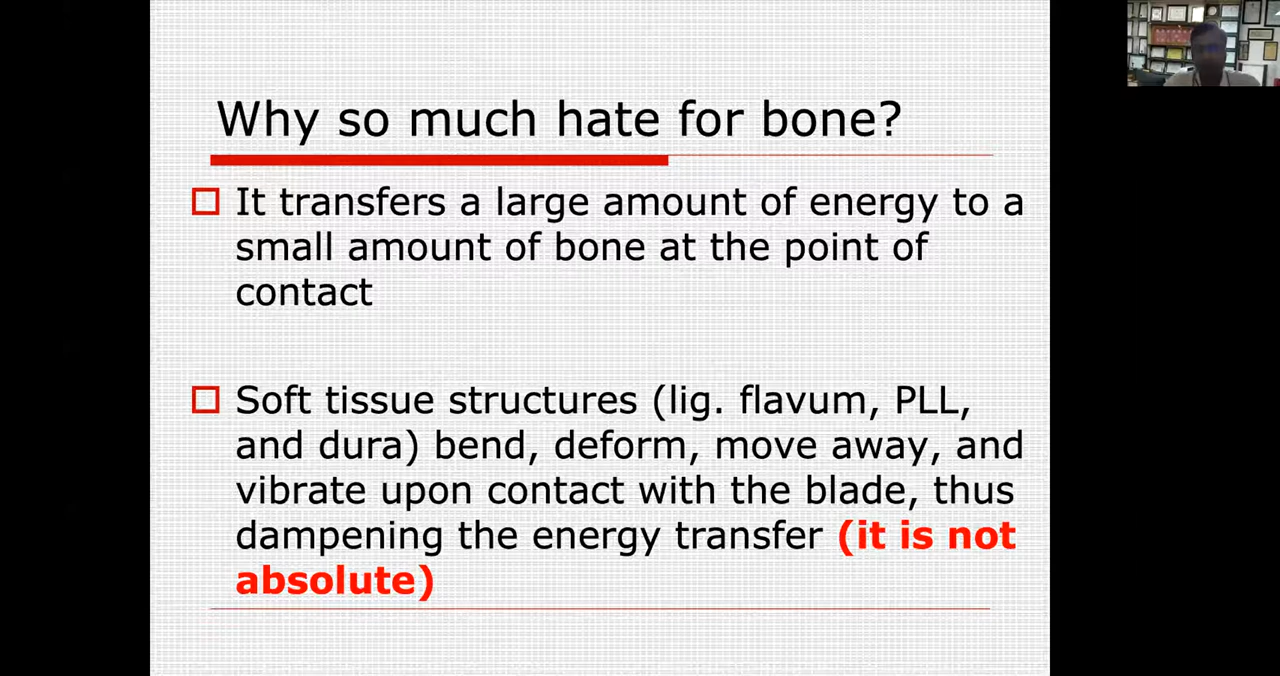 Why so much hate for bone?
It transfers a large amount of energy to a
small amount of bone at the point of
contact
Soft tissue structures (lig. flavum, PLL,
and dura) bend, deform, move away, and
vibrate upon contact with the blade, thus
dampening the energy transfer (it is not
absolute)